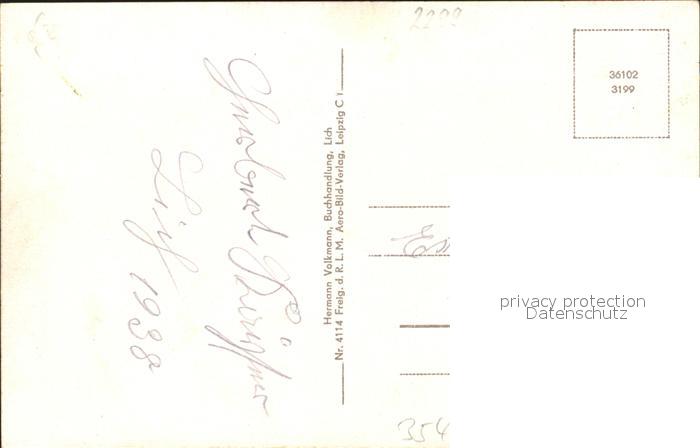 Lich
1938
Hermann Volkmann, Buchhandlung, Lich
Nr. 4114 Freig. d. R. L. M. Aero-Bild-Verlag, Leipzig C 1
2299
36102
3199
privacy protection
Datenschutz
354